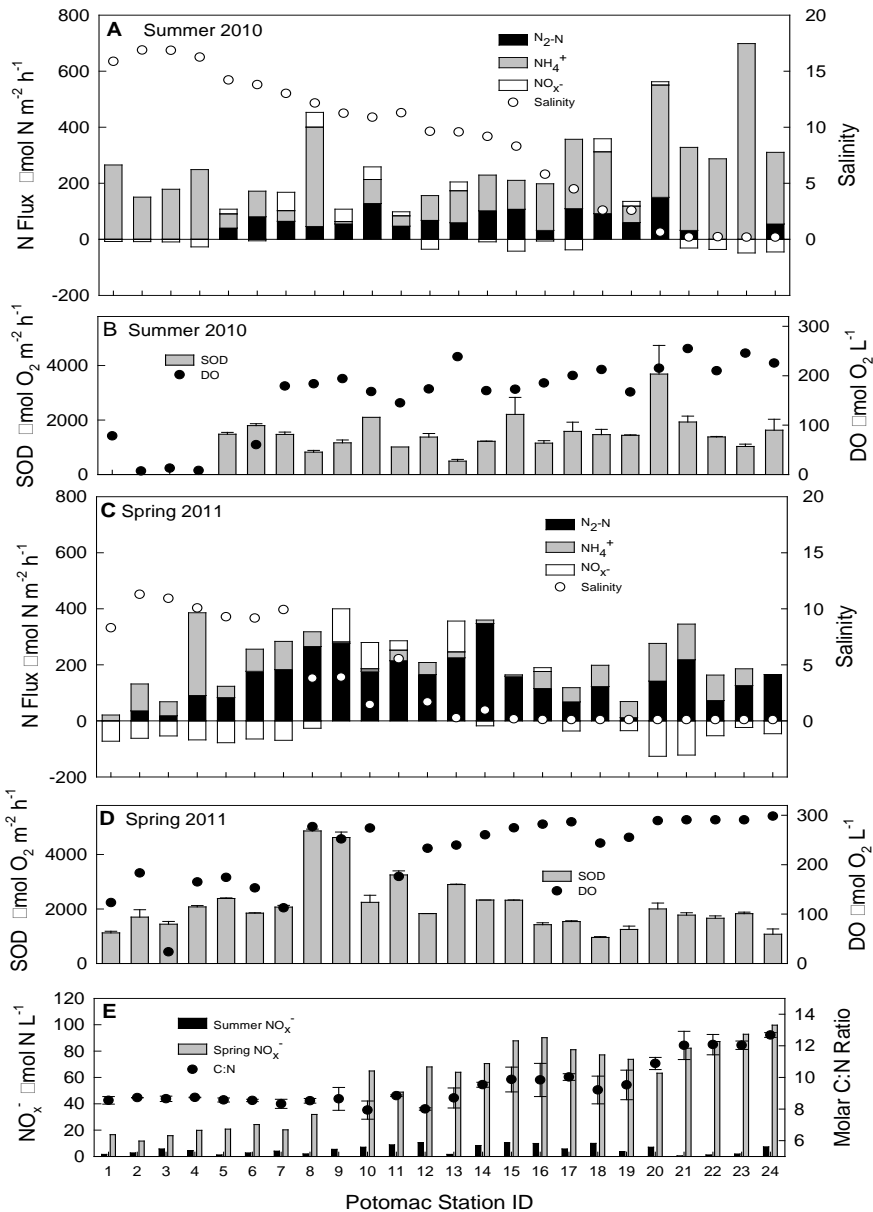 A Summer 2010
N₂-N
NH₄⁺
NOₓ-
Salinity
800
600
400
200
0
-200
20
15
10
5
0
N Flux □mol N m⁻² h⁻¹
Salinity
B Summer 2010
SOD
DO
4000
2000
0
300
200
100
0
SOD □mol O₂ m⁻² h⁻¹
DO □mol O₂ L⁻¹
C Spring 2011
N₂-N
NH₄⁺
NOₓ-
Salinity
800
600
400
200
0
-200
20
15
10
5
0
N Flux □mol N m⁻² h⁻¹
Salinity
D Spring 2011
SOD
DO
4000
2000
0
300
200
100
0
SOD □mol O₂ m⁻² h⁻¹
DO □mol O₂ L⁻¹
E
Summer NOₓ⁻
Spring NOₓ⁻
C:N
120
100
80
60
40
20
0
14
12
10
8
6
NOₓ⁻ □mol N L⁻¹
Molar C:N Ratio
1 2 3 4 5 6 7 8 9 10 11 12 13 14 15 16 17 18 19 20 21 22 23 24
Potomac Station ID